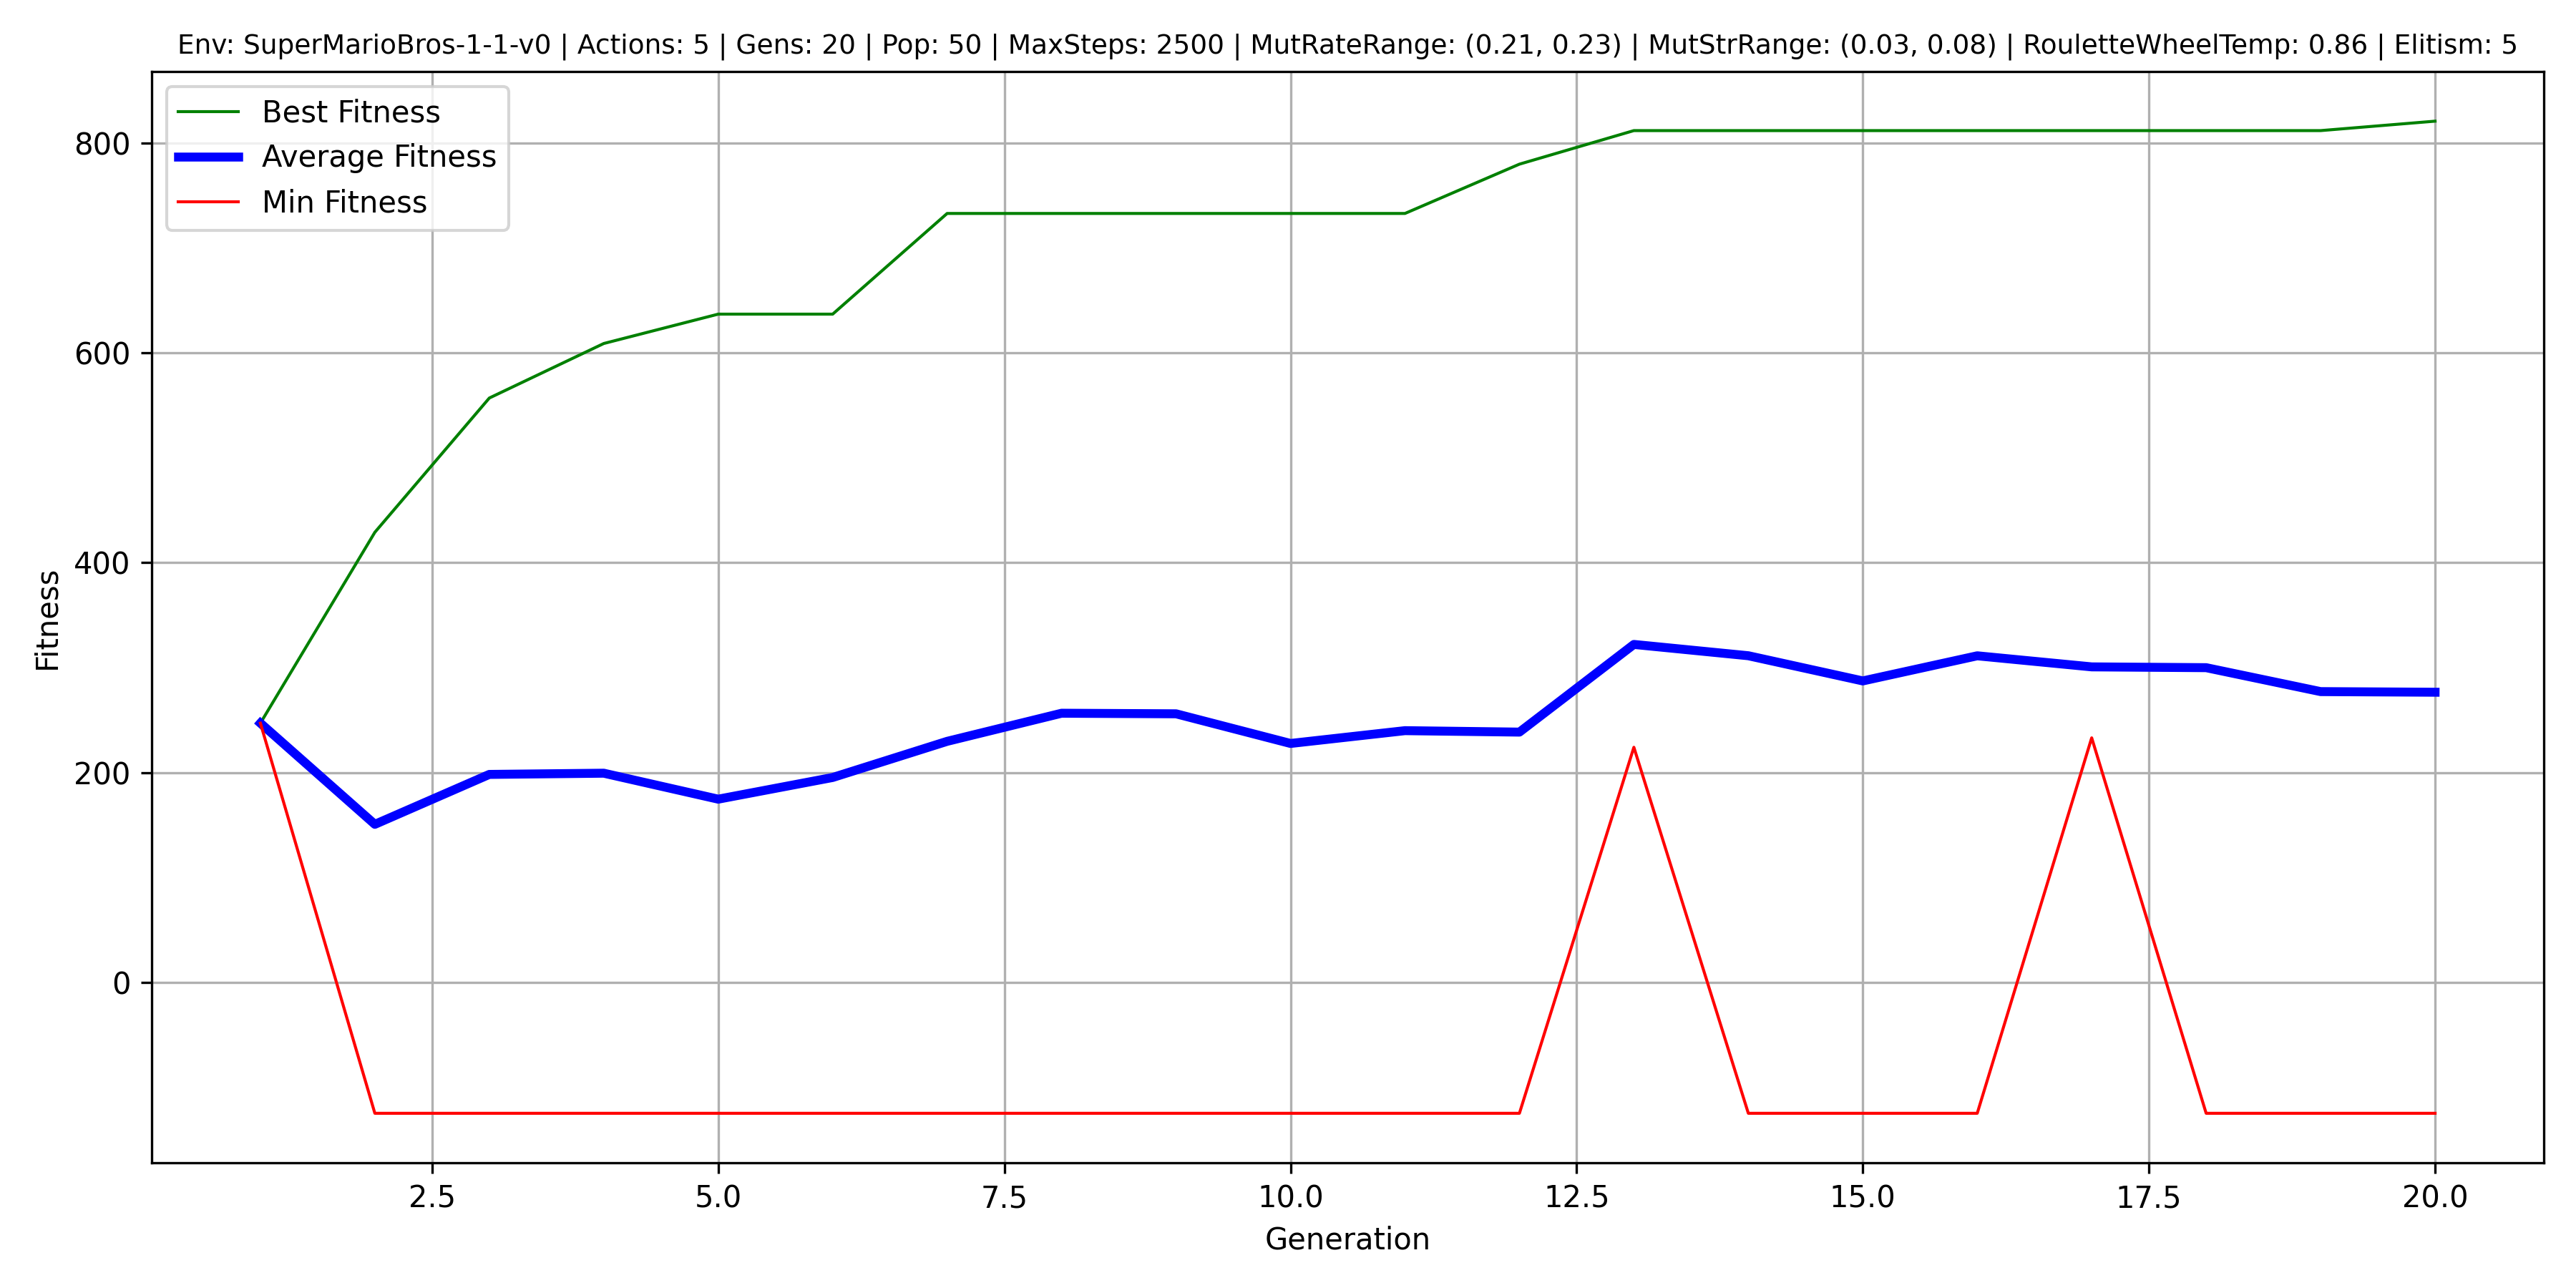 Env: SuperMarioBros-1-1-v0 | Actions: 5 | Gens: 20 | Pop: 50 | MaxSteps: 2500 | MutRateRange: (0.21, 0.23) | MutStrRange: (0.03, 0.08) | RouletteWheelTemp: 0.86 | Elitism: 5
Best Fitness
Average Fitness
Min Fitness
800
600
400
200
0
Fitness
2.5 5.0 7.5 10.0 12.5 15.0 17.5 20.0
Generation